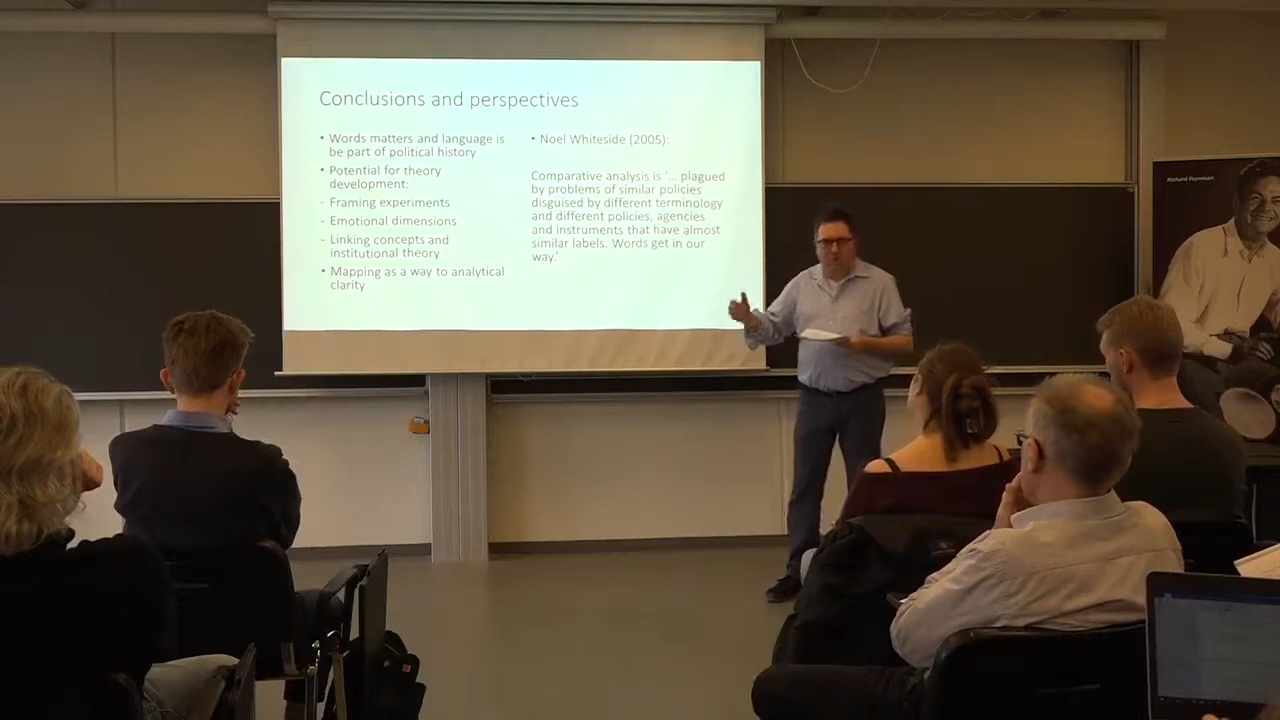 Conclusions and perspectives
• Words matters and language is
be part of political history
• Potential for theory
development:
- Framing experiments
- Emotional dimensions
- Linking concepts and
institutional theory
• Mapping as a way to analytical
clarity
• Noel Whiteside (2005):
Comparative analysis is ‘... plagued
by problems of similar policies
disguised by different terminology
and different policies, agencies
and instruments that have almost
similar labels. Words get in our
way.’
Richard Feynman